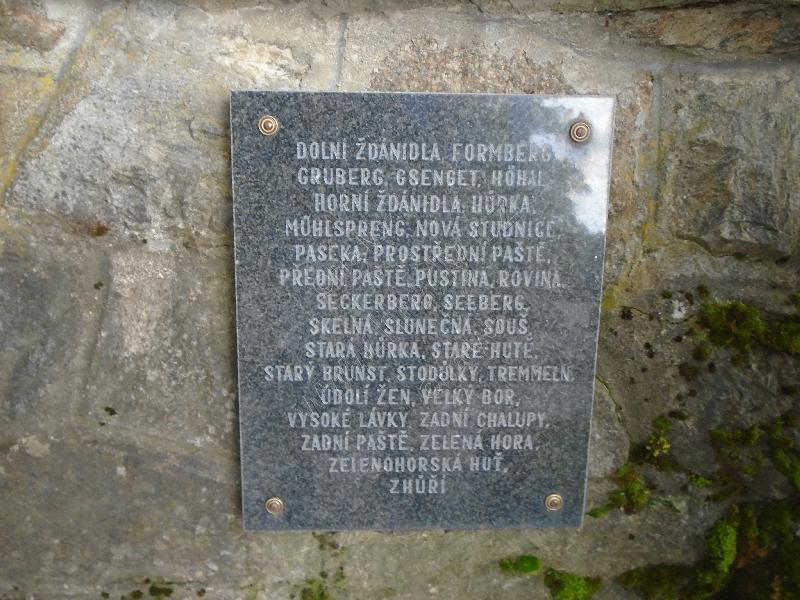 DOLNÍ ŽDÁNIDLA, FORMBERG,
GRUBERG, GSENGET, HÖHAL,
HORNÍ ŽDÁNIDLA, HŮRKA,
MÜHLSPRENG, NOVÁ STUDNICE,
PASEKA, PROSTŘEDNÍ PAŠTĚ,
PŘEDNÍ PAŠTĚ, PUSTINA, ROVINA,
SECKERBERG, SEEBERG,
SKELNÁ, SLUNEČNÁ, SOUŠ,
STARÁ HŮRKA, STARÉ HUTĚ,
STARÝ BRUNST, STODŮLKY, TREMMELN,
ÚDOLÍ ŽEN, VELKÝ BOR,
VYSOKÉ LÁVKY, ZADNÍ CHALUPY,
ZADNÍ PAŠTĚ, ZELENÁ HORA,
ZELENOHORSKÁ HUŤ,
ZHŮŘÍ